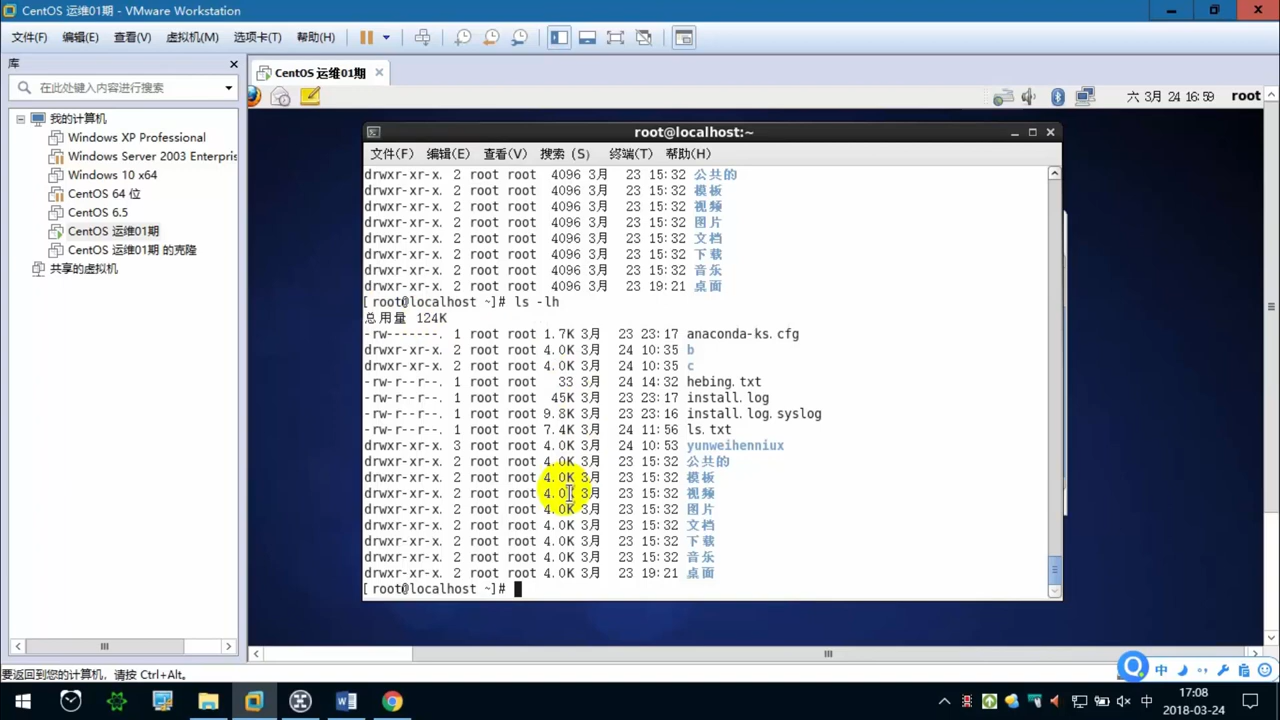 CentOS 运维01期 - VMware Workstation
文件(F) 编辑(E) 查看(V) 虚拟机(M) 选项卡(T) 帮助(H)
库
在此处键入内容进行搜索
我的计算机
Windows XP Professional
Windows Server 2003 Enterpris
Windows 10 x64
CentOS 64 位
CentOS 6.5
CentOS 运维01期
CentOS 运维01期 的克隆
共享的虚拟机
CentOS 运维01期
六 3月 24 16:59 root
root@localhost:~
文件(F) 编辑(E) 查看(V) 搜索 (S) 终端(T) 帮助(H)
drwxr-xr-x. 2 root root 4096 3月 23 15:32 公共的
drwxr-xr-x. 2 root root 4096 3月 23 15:32 模板
drwxr-xr-x. 2 root root 4096 3月 23 15:32 视频
drwxr-xr-x. 2 root root 4096 3月 23 15:32 图片
drwxr-xr-x. 2 root root 4096 3月 23 15:32 文档
drwxr-xr-x. 2 root root 4096 3月 23 15:32 下载
drwxr-xr-x. 2 root root 4096 3月 23 15:32 音乐
drwxr-xr-x. 2 root root 4096 3月 23 19:21 桌面
[root@localhost ~]# ls -lh
总用量 124K
-rw-------. 1 root root 1.7K 3月 23 23:17 anaconda-ks.cfg
drwxr-xr-x. 2 root root 4.0K 3月 24 10:35 b
drwxr-xr-x. 2 root root 4.0K 3月 24 10:35 c
-rw-r--r--. 1 root root 33 3月 24 14:32 hebing.txt
-rw-r--r--. 1 root root 45K 3月 23 23:17 install.log
-rw-r--r--. 1 root root 9.8K 3月 23 23:16 install.log.syslog
-rw-r--r--. 1 root root 7.4K 3月 24 11:56 ls.txt
drwxr-xr-x. 3 root root 4.0K 3月 24 10:53 yunweihenniux
drwxr-xr-x. 2 root root 4.0K 3月 23 15:32 公共的
drwxr-xr-x. 2 root root 4.0K 3月 23 15:32 模板
drwxr-xr-x. 2 root root 4.0K 3月 23 15:32 视频
drwxr-xr-x. 2 root root 4.0K 3月 23 15:32 图片
drwxr-xr-x. 2 root root 4.0K 3月 23 15:32 文档
drwxr-xr-x. 2 root root 4.0K 3月 23 15:32 下载
drwxr-xr-x. 2 root root 4.0K 3月 23 15:32 音乐
drwxr-xr-x. 2 root root 4.0K 3月 23 19:21 桌面
[root@localhost ~]#
要返回到您的计算机，请按 Ctrl+Alt。
中
中
17:08
2018-03-24